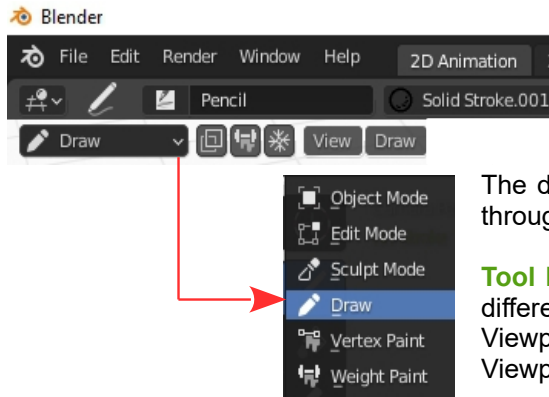 Blender
File Edit Render Window Help 2D Animation
Pencil Solid Stroke.001
Draw View Draw
Object Mode
Edit Mode
Sculpt Mode
Draw
Vertex Paint
Weight Paint
The
throug
Tool
differe
Viewp
Viewp